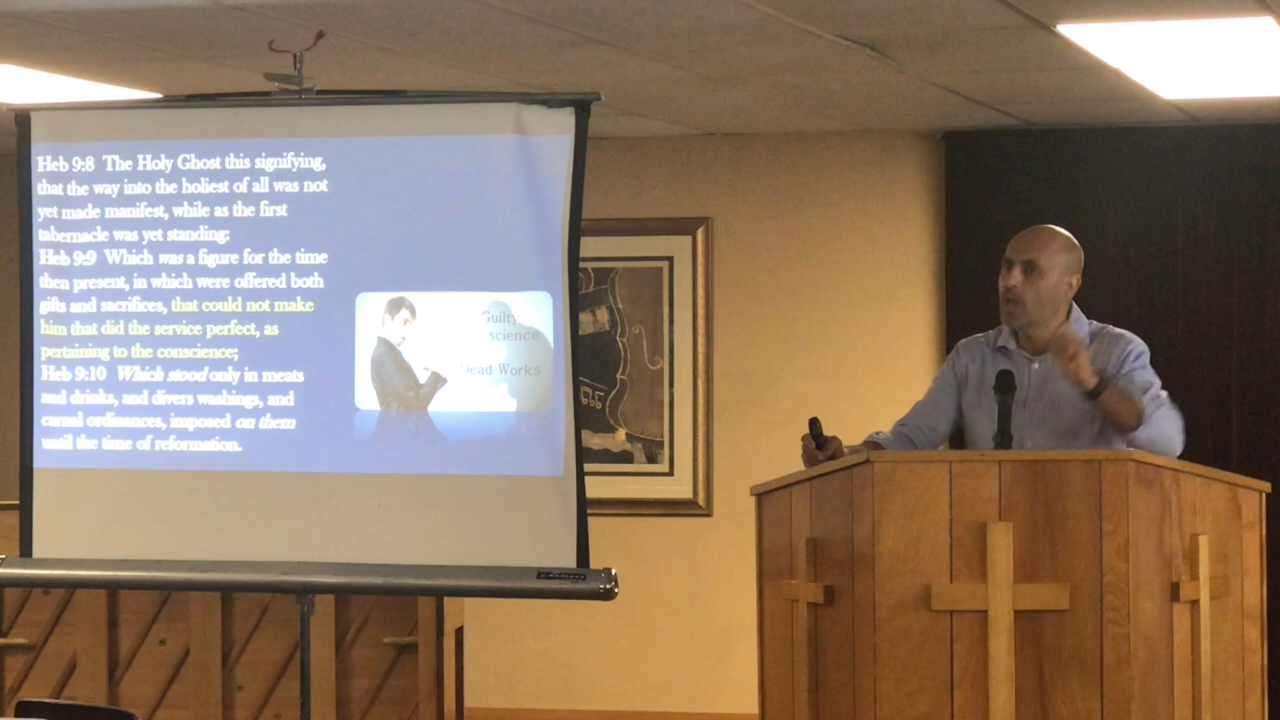 Heb 9:8 The Holy Ghost this signifying,
that the way into the holiest of all was not
yet made manifest, while as the first
tabernacle was yet standing:
Heb 9:9 Which was a figure for the time
then present, in which were offered both
gifts and sacrifices, that could not make
him that did the service perfect, as
pertaining to the conscience;
Heb 9:10 Which stood only in meats
and drinks, and divers washings, and
carnal ordinances, imposed on them
until the time of reformation.
Guilty
science
Dead Works